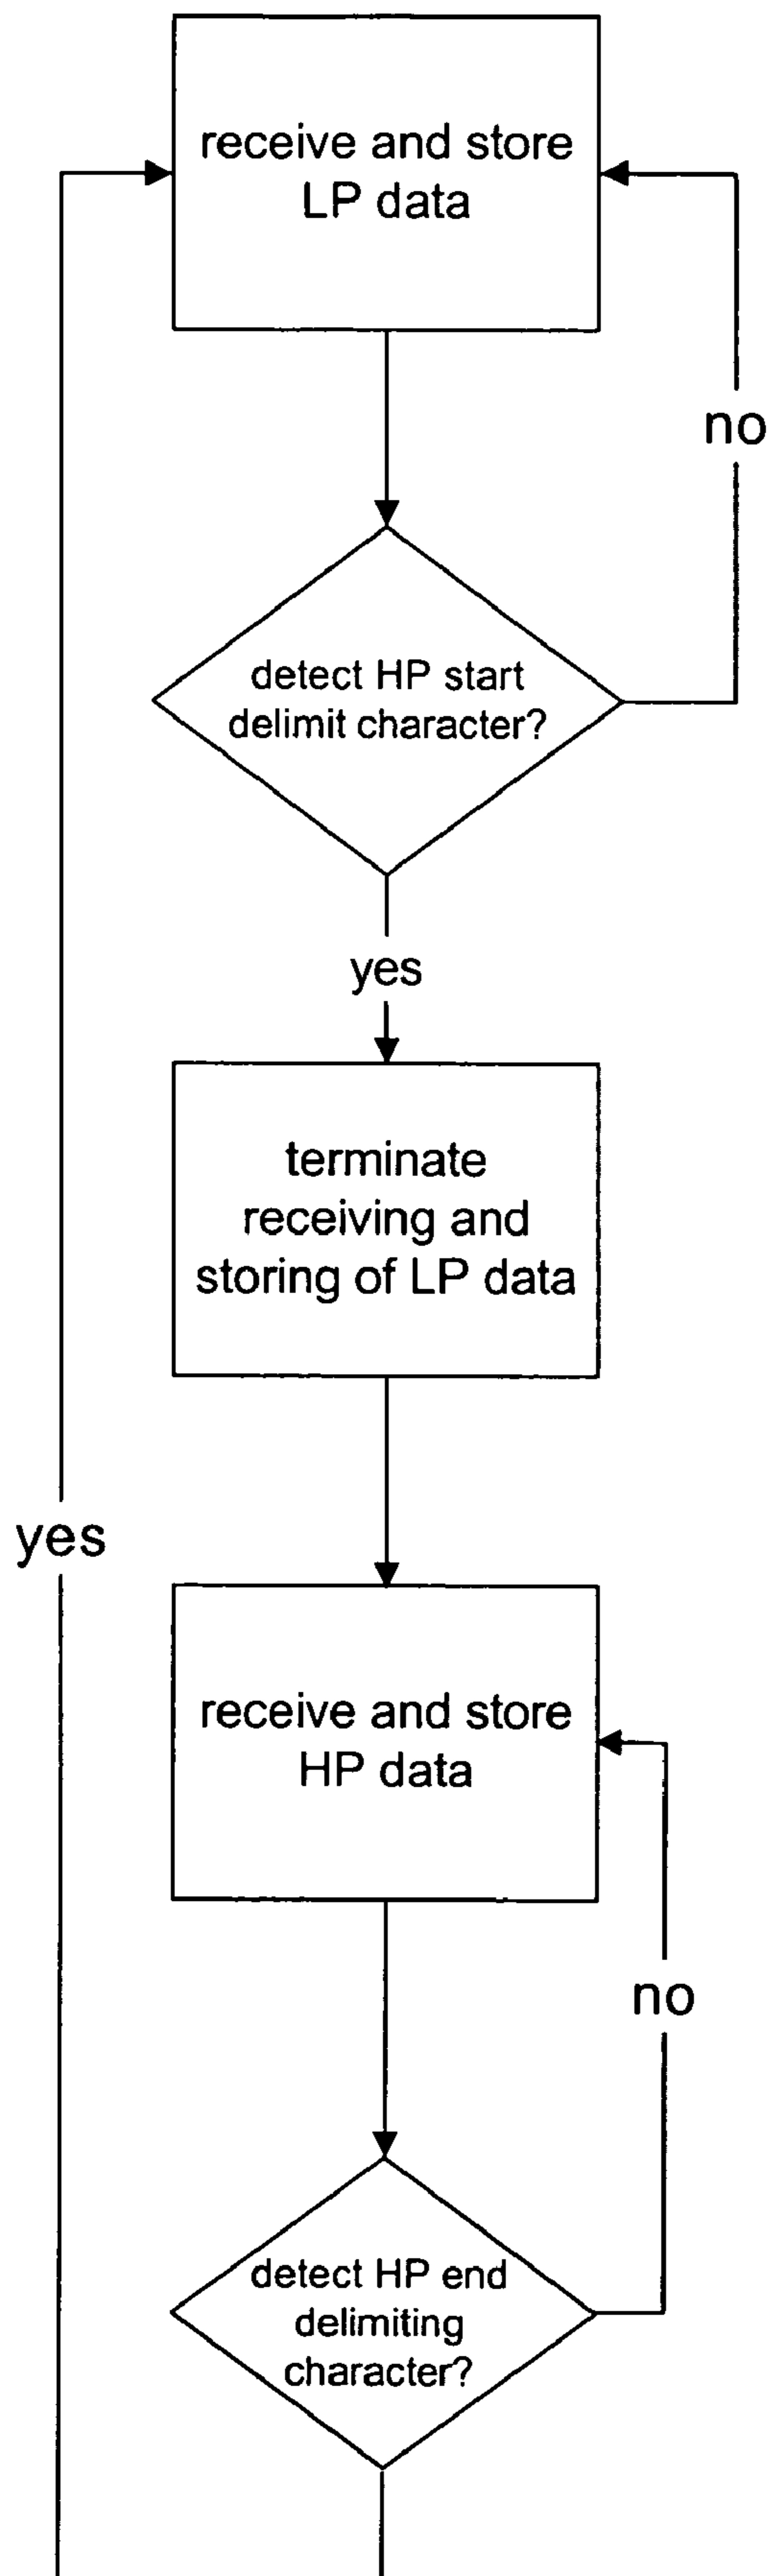 receive and store
LP data
no
detect HP start
delimit character?
yes
terminate
receiving and
storing of LP data
yes
receive and store
HP data
no
detect HP end
delimiting
character?